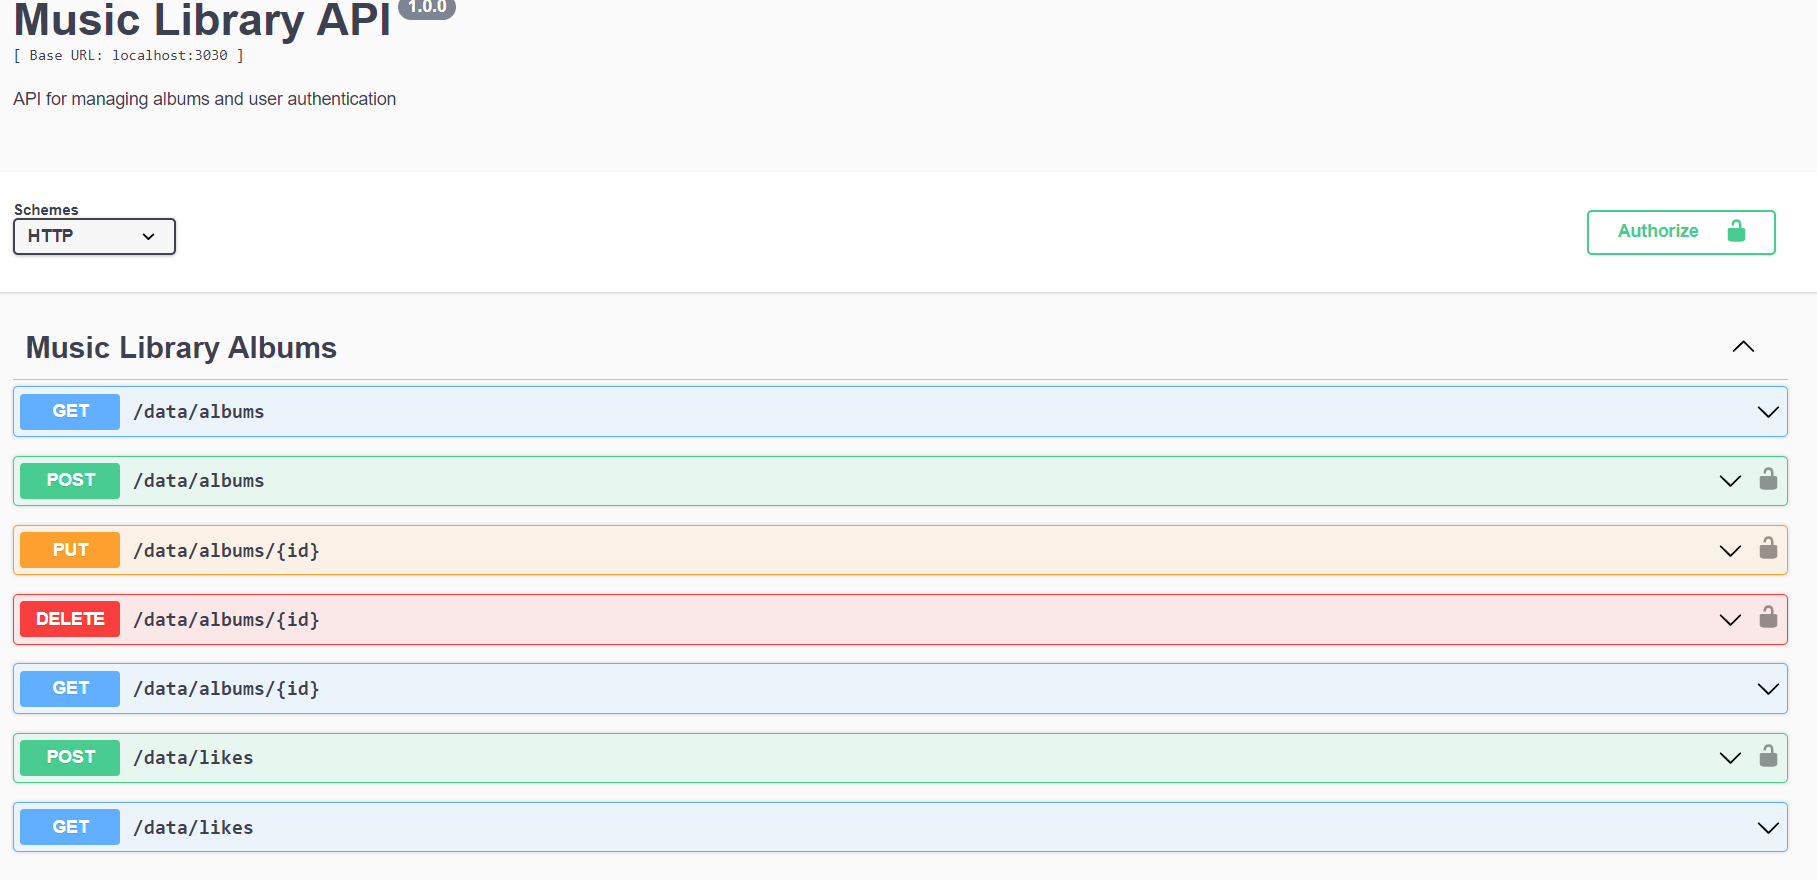 Music Library API 1.0.0
[ Base URL: localhost:3030 ]
API for managing albums and user authentication
Schemes
HTTP
Authorize
Music Library Albums
GET /data/albums
POST /data/albums
PUT /data/albums/{id}
DELETE /data/albums/{id}
GET /data/albums/{id}
POST /data/likes
GET /data/likes